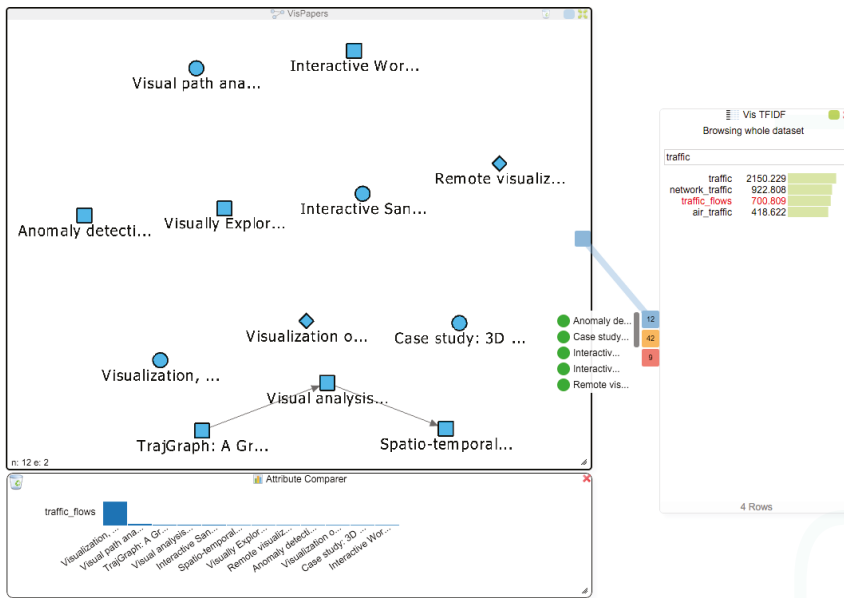 VisPapers
Visual path ana...
Interactive Wor...
Remote visualiz...
Anomaly detecti...
Visually Explor...
Interactive San...
Visualization o...
Case study: 3D ...
Visualization, ...
Visual analysis...
TrajGraph: A Gr...
Spatio-temporal...
n: 12 e: 2
Anomaly de...
Case study...
Interactiv...
Interactiv...
Remote vis...
12
42
9
Vis TFIDF
Browsing whole dataset
traffic
traffic 2150.229
network_traffic 922.808
traffic_flows 700.809
air_traffic 418.622
4 Rows
Attribute Comparer
traffic_flows
Visualization, ...
Visual path ana...
TrajGraph: A Gr...
Visual analysis...
Interactive San...
Spatio-temporal...
Visually Explor...
Remote visualiz...
Anomaly detecti...
Visualization o...
Case study: 3D ...
Interactive Wor...